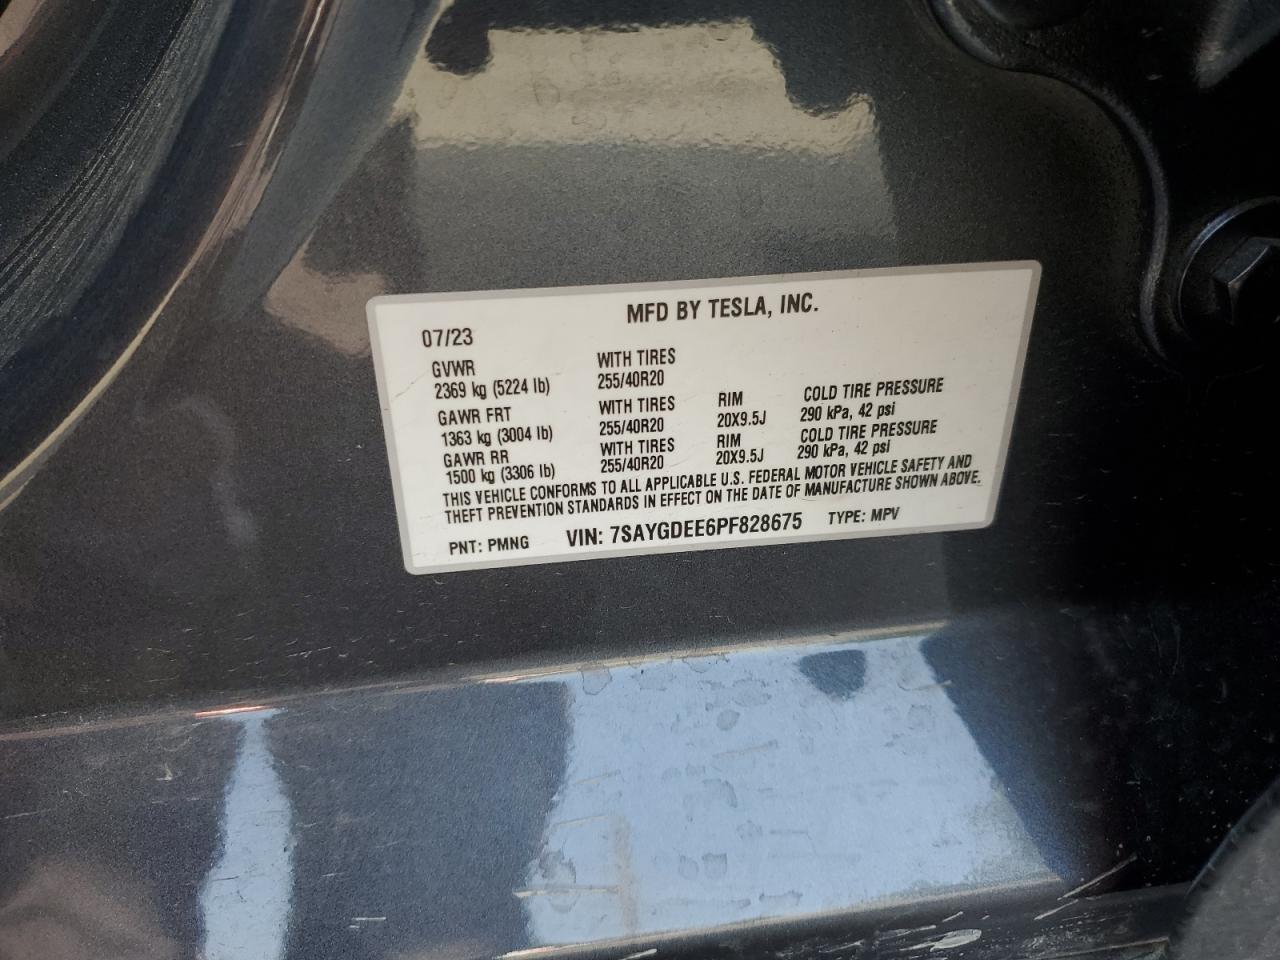 MFD BY TESLA, INC.
07/23
GVWR WITH TIRES
2369 kg (5224 lb) 255/40R20
GAWR FRT WITH TIRES RIM COLD TIRE PRESSURE
1363 kg (3004 lb) 255/40R20 20X9.5J 290 kPa, 42 psi
GAWR RR WITH TIRES RIM COLD TIRE PRESSURE
1500 kg (3306 lb) 255/40R20 20X9.5J 290 kPa, 42 psi
THIS VEHICLE CONFORMS TO ALL APPLICABLE U.S. FEDERAL MOTOR VEHICLE SAFETY AND
THEFT PREVENTION STANDARDS IN EFFECT ON THE DATE OF MANUFACTURE SHOWN ABOVE.
PNT: PMNG VIN: 7SAYGDEE6PF828675 TYPE: MPV